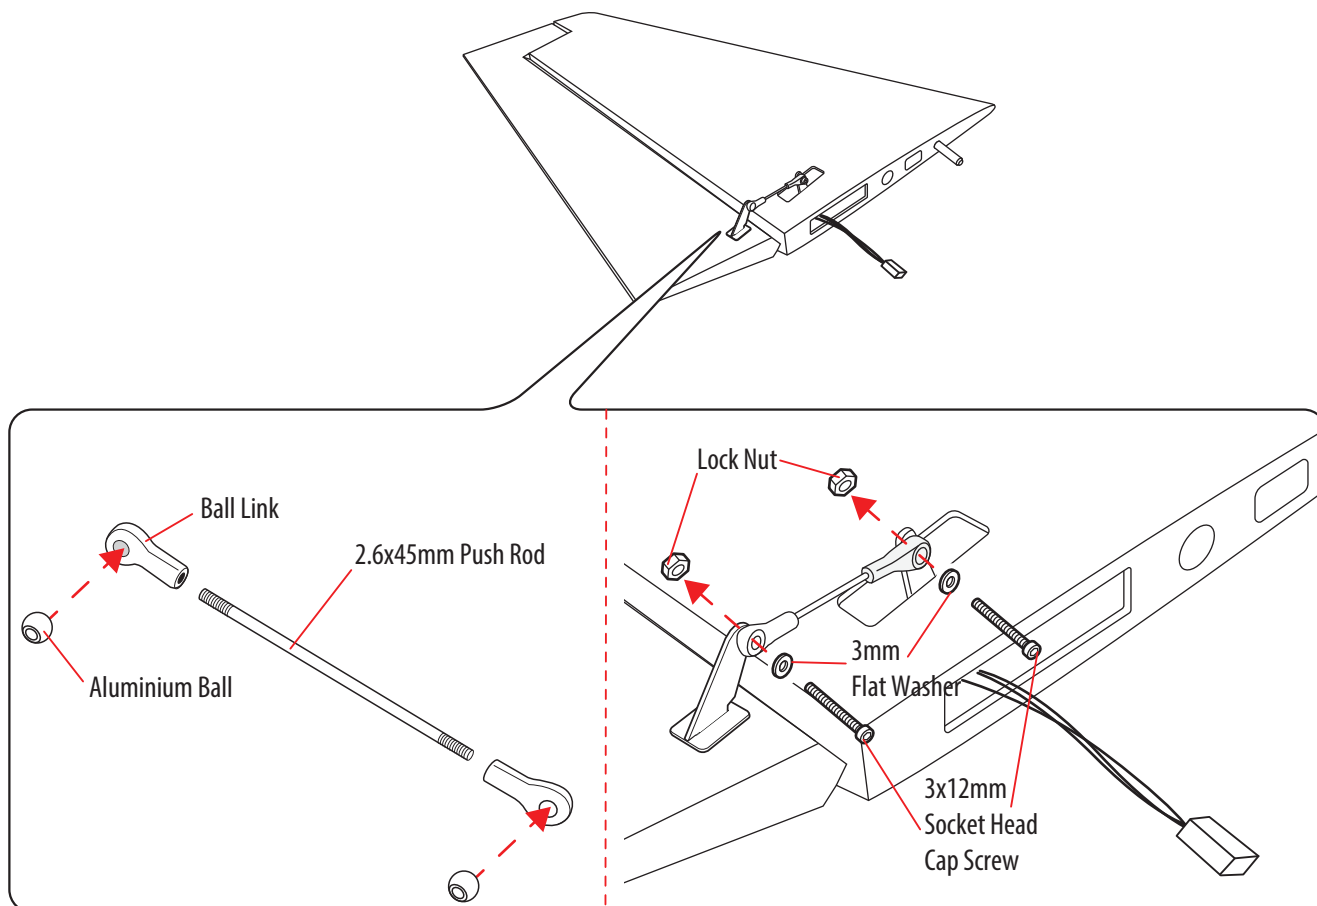 Ball Link
2.6x45mm Push Rod
Aluminium Ball
Lock Nut
3mm
Flat Washer
3x12mm
Socket Head
Cap Screw